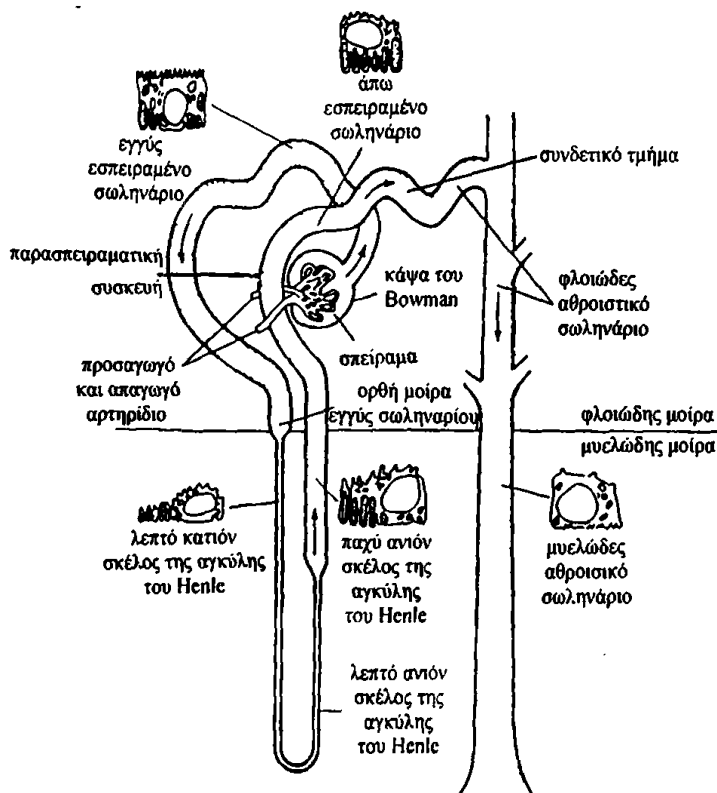 άπω
εσπειραμένο
σωληνάριο
εγγύς
εσπειραμένο
σωληνάριο
συνδετικό τμήμα
παρασπειραματική
συσκευή
κάψα του
Bowman
φλοιώδες
αθροιστικό
σωληνάριο
σπείραμα
προσαγωγό
και απαγωγό
αρτηρίδιο
ορθή μοίρα
εγγύς σωληναρίου
φλοιώδης μοίρα
μυελώδης μοίρα
λεπτό κατιόν
σκέλος της αγκύλης
του Henle
παχύ ανιόν
σκέλος της
αγκύλης
του Henle
μυελώδες
αθροισικό
σωληνάριο
λεπτό ανιόν
σκέλος της
αγκύλης
του Henle